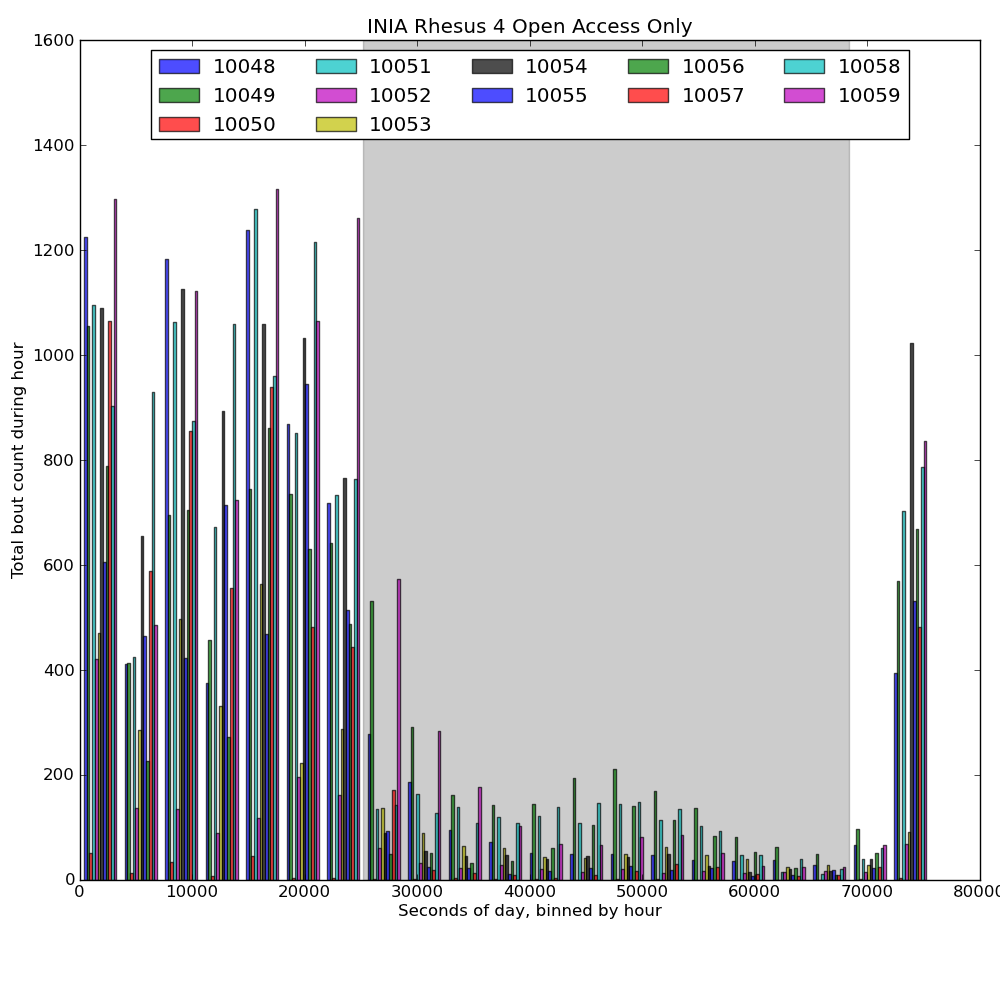 INIA Rhesus 4 Open Access Only
1600
1400
1200
1000
800
600
400
200
0
Total bout count during hour
10048 10051 10054 10056 10058
10049 10052 10055 10057 10059
10050 10053
0 10000 20000 30000 40000 50000 60000 70000 80000
Seconds of day, binned by hour